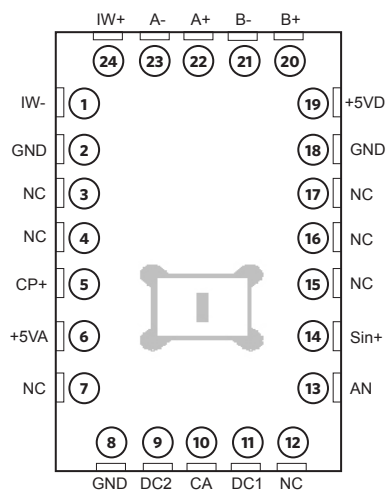 IW+ A- A+ B- B+
24 23 22 21 20
IW- 1 19 +5VD
GND 2 18 GND
NC 3 17 NC
NC 4 16 NC
CP+ 5 15 NC
+5VA 6 14 Sin+
NC 7 13 AN
8 9 10 11 12
GND DC2 CA DC1 NC